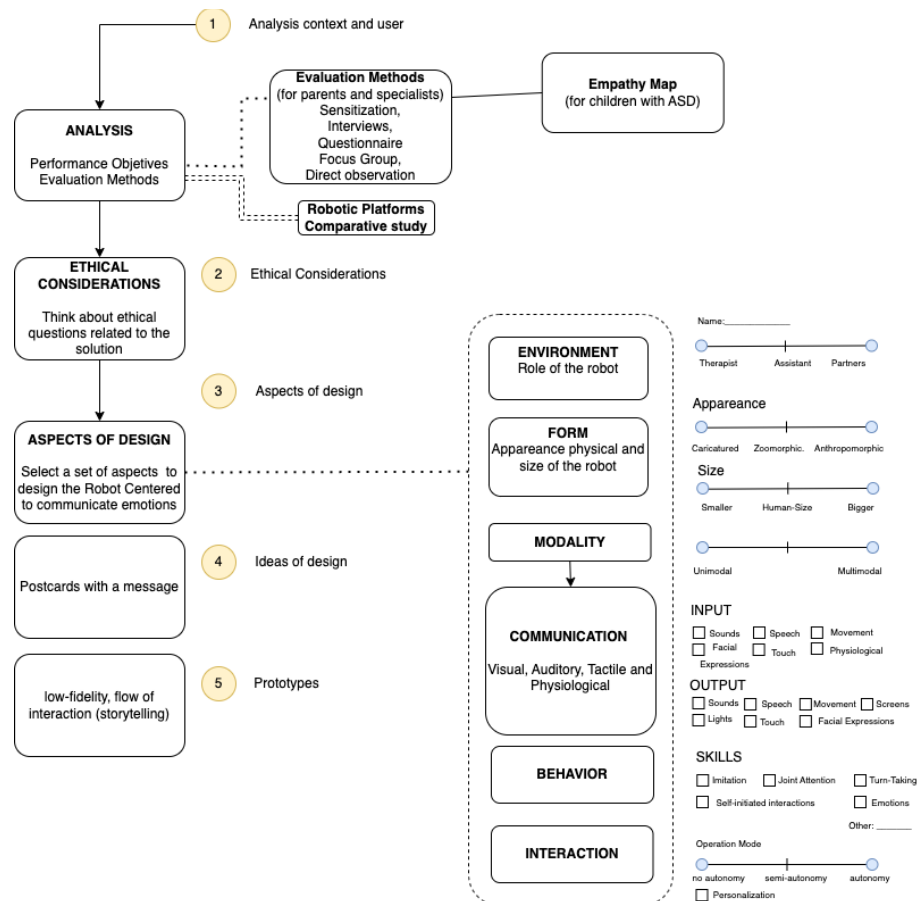 1
Analysis context and user
ANALYSIS
Performance Objetives
Evaluation Methods
Evaluation Methods
(for parents and specialists)
Sensitization,
Interviews,
Questionnaire
Focus Group,
Direct observation
Empathy Map
(for children with ASD)
Robotic Platforms
Comparative study
ETHICAL
CONSIDERATIONS
Think about ethical
questions related to the
solution
2
Ethical Considerations
3
Aspects of design
ASPECTS OF DESIGN
Select a set of aspects to
design the Robot Centered
to communicate emotions
Postcards with a message
4
Ideas of design
low-fidelity, flow of
interaction (storytelling)
5
Prototypes
ENVIRONMENT
Role of the robot
FORM
Appareance physical and
size of the robot
MODALITY
COMMUNICATION
Visual, Auditory, Tactile and
Physiological
BEHAVIOR
INTERACTION
Name:______________
Therapist Assistant Partners
Appareance
Caricatured Zoomorphic. Anthropomorphic
Size
Smaller Human-Size Bigger
Unimodal Multimodal
INPUT
Sounds Speech Movement
Facial Expressions Touch Physiological
OUTPUT
Sounds Speech Movement Screens
Lights Touch Facial Expressions
SKILLS
Imitation Joint Attention Turn-Taking
Self-initiated interactions Emotions
Other: _______
Operation Mode
no autonomy semi-autonomy autonomy
Personalization